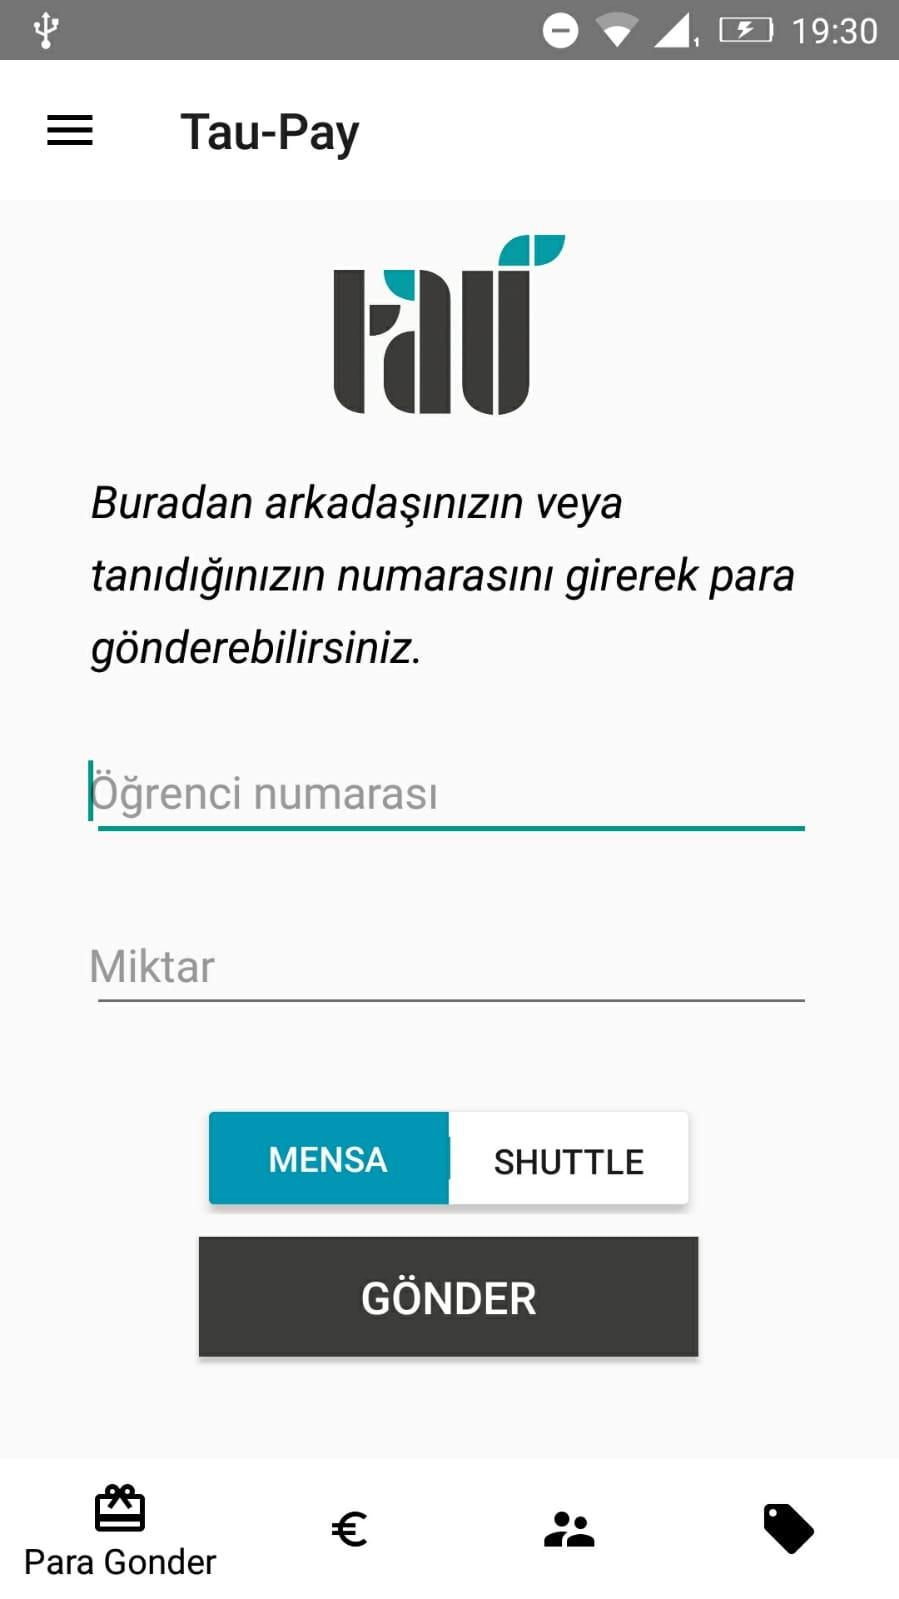 19:30
Tau-Pay
tau
Buradan arkadaşınızın veya
tanıdığınızın numarasını girerek para
gönderebilirsiniz.
Öğrenci numarası
Miktar
MENSA SHUTTLE
GÖNDER
€
Para Gonder